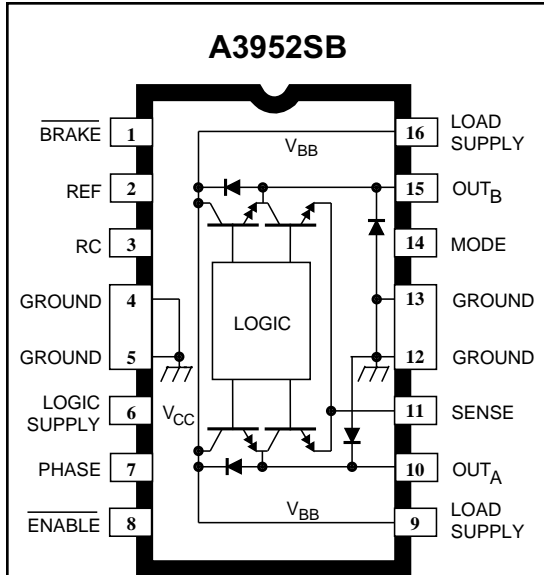 A3952SB
BRAKE 1
REF 2
RC 3
GROUND 4
GROUND 5
LOGIC
SUPPLY 6
PHASE 7
ENABLE 8
VBB
LOGIC
VCC
VBB
16 LOAD
SUPPLY
15 OUTB
14 MODE
13 GROUND
12 GROUND
11 SENSE
10 OUTA
9 LOAD
SUPPLY